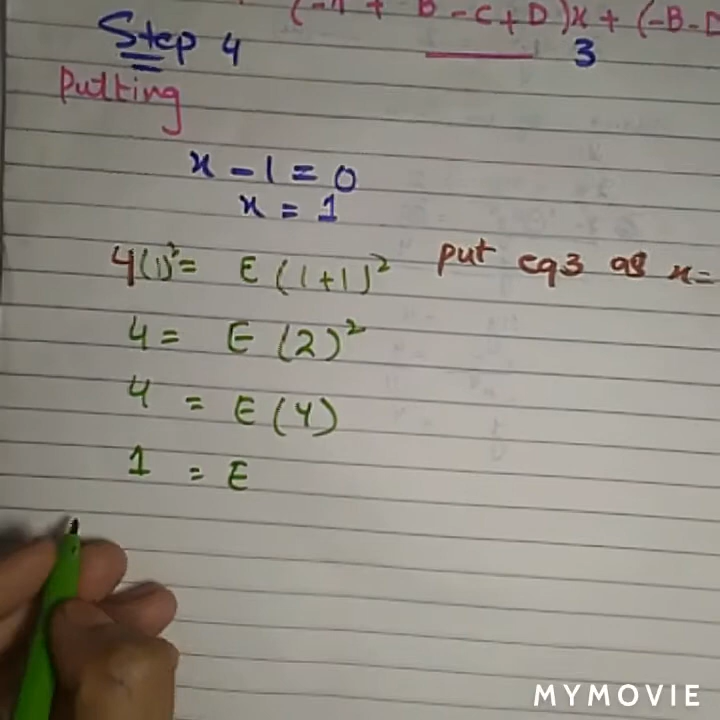 (-A + B - C + D)x + (-B - D
3
Step 4
Putting
x - 1 = 0
x = 1
4(1)² = E(1+1)² put eq3 as x =
4 = E(2)²
4 = E(4)
1 = E
MYMOVIE